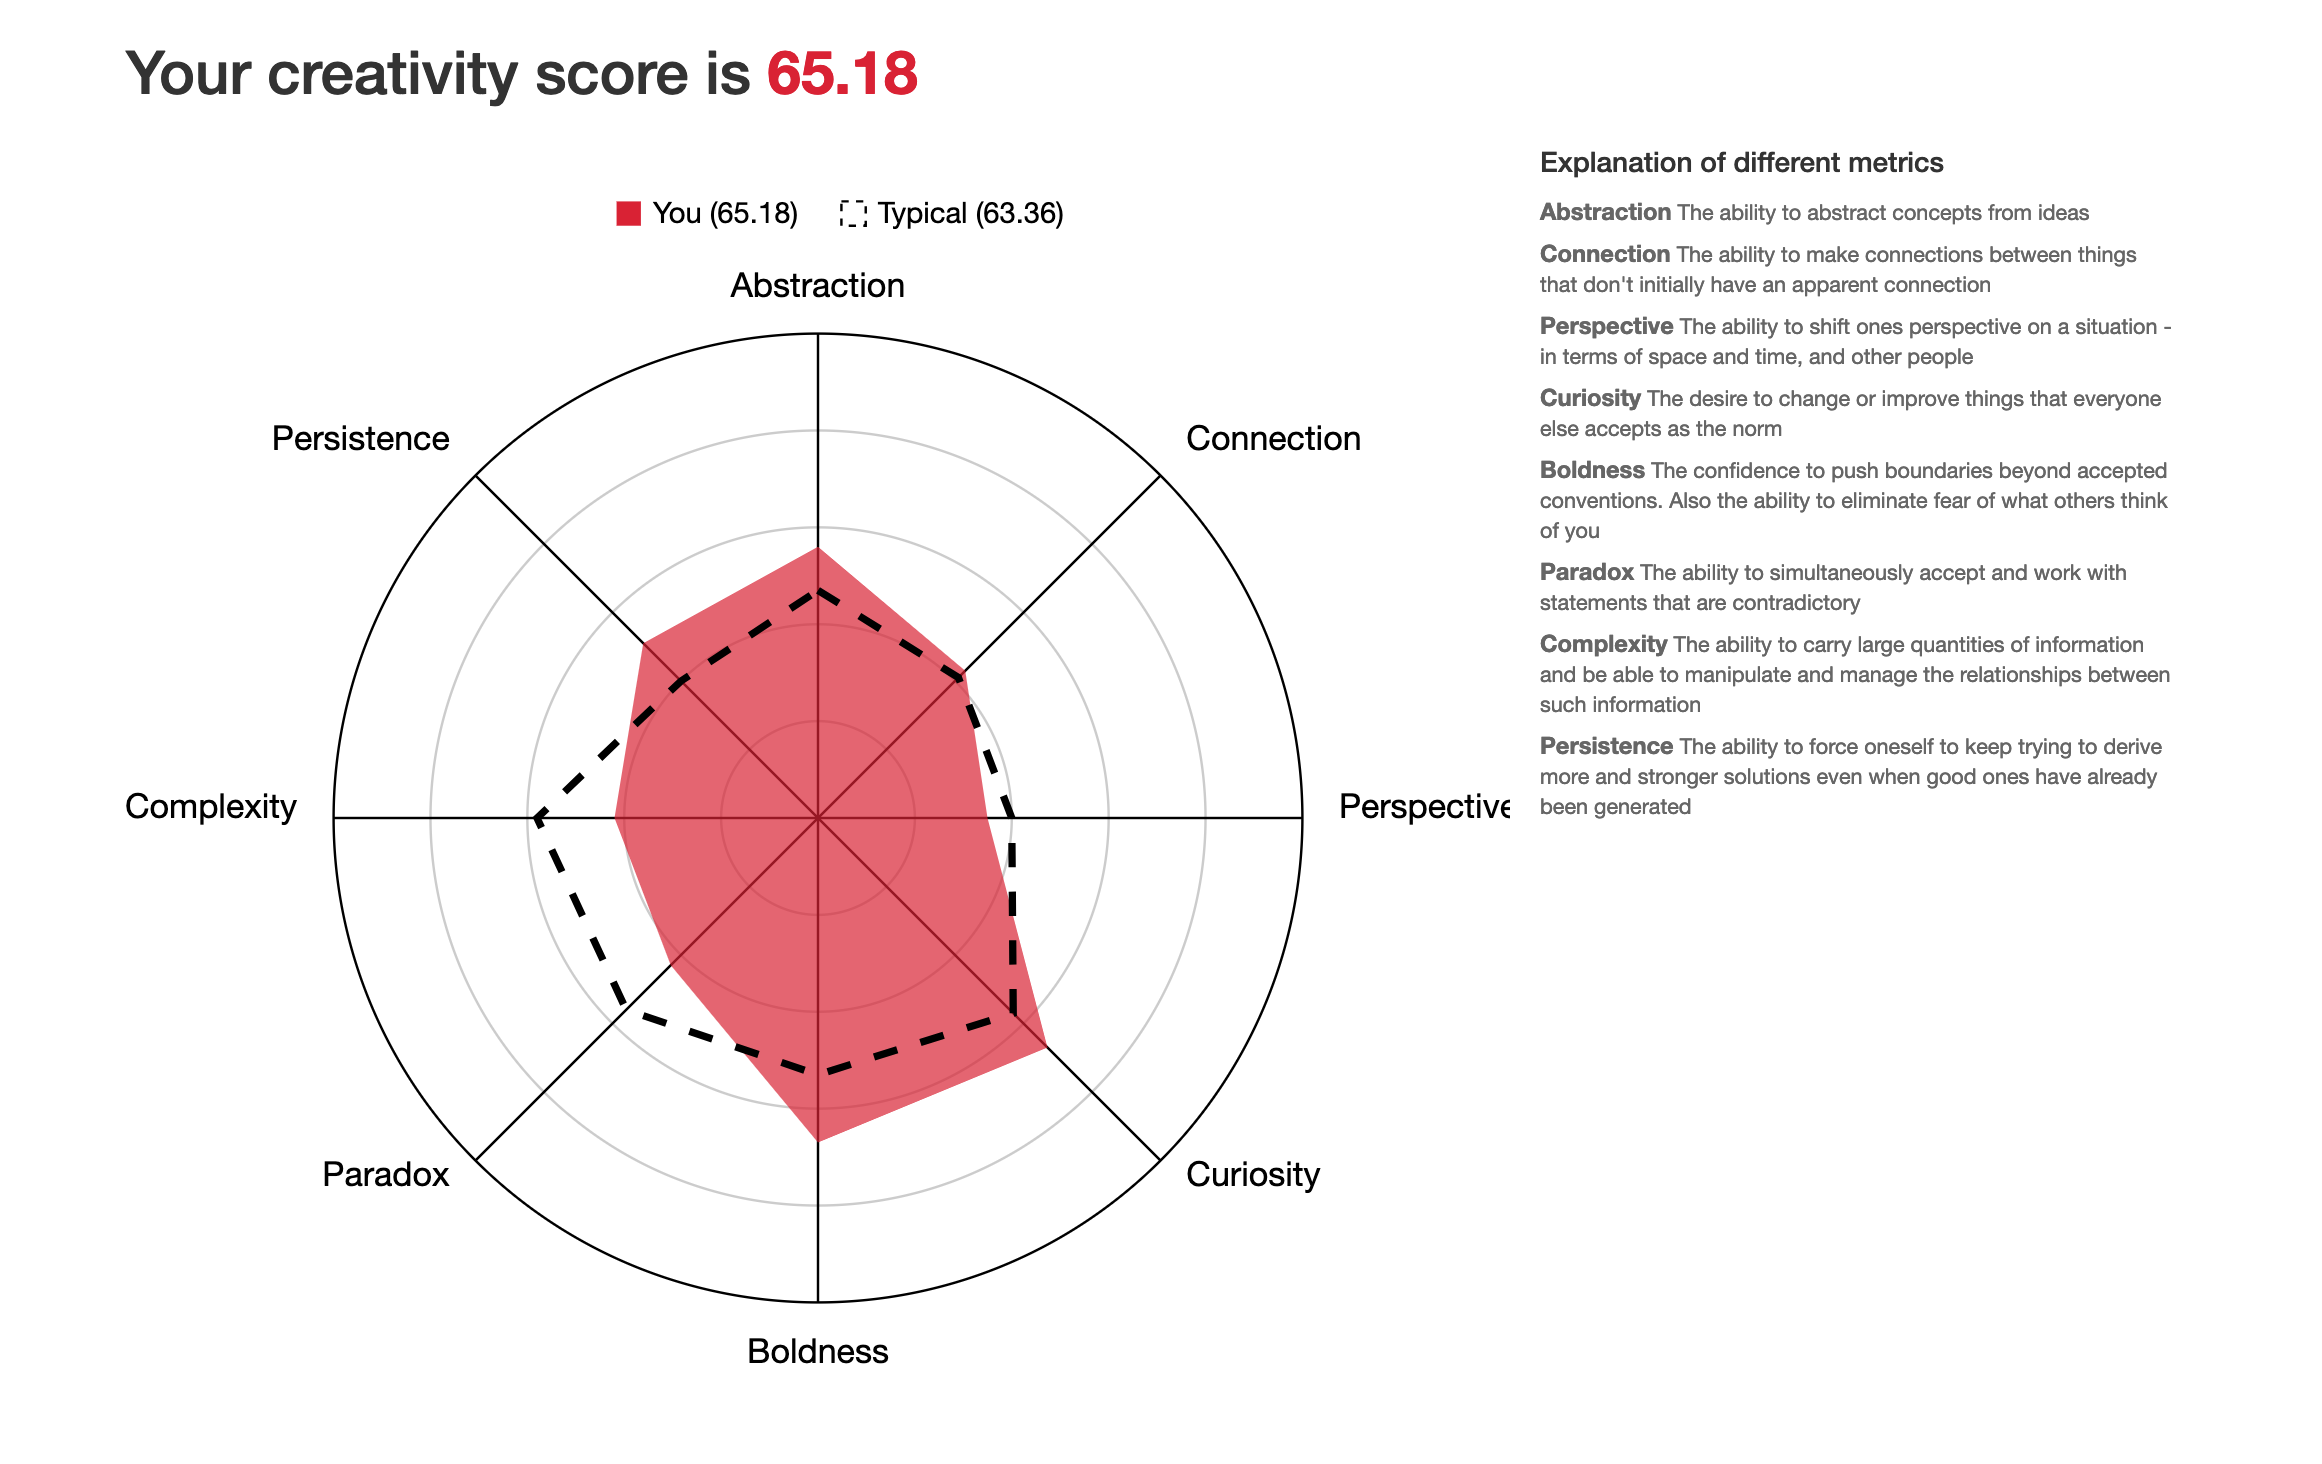 Your creativity score is 65.18
You (65.18)
Typical (63.36)
Abstraction
Connection
Perspective
Curiosity
Boldness
Paradox
Complexity
Persistence
Explanation of different metrics
Abstraction The ability to abstract concepts from ideas
Connection The ability to make connections between things
that don't initially have an apparent connection
Perspective The ability to shift ones perspective on a situation -
in terms of space and time, and other people
Curiosity The desire to change or improve things that everyone
else accepts as the norm
Boldness The confidence to push boundaries beyond accepted
conventions. Also the ability to eliminate fear of what others think
of you
Paradox The ability to simultaneously accept and work with
statements that are contradictory
Complexity The ability to carry large quantities of information
and be able to manipulate and manage the relationships between
such information
Persistence The ability to force oneself to keep trying to derive
more and stronger solutions even when good ones have already
been generated